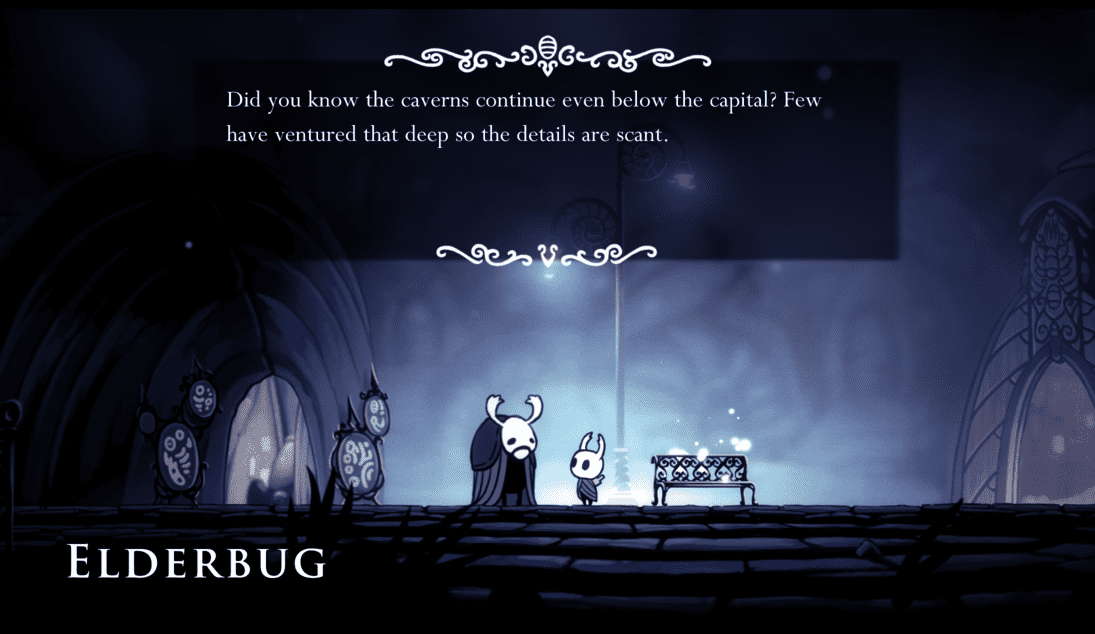 Did you know the caverns continue even below the capital? Few
have ventured that deep so the details are scant.
ELDERBUG